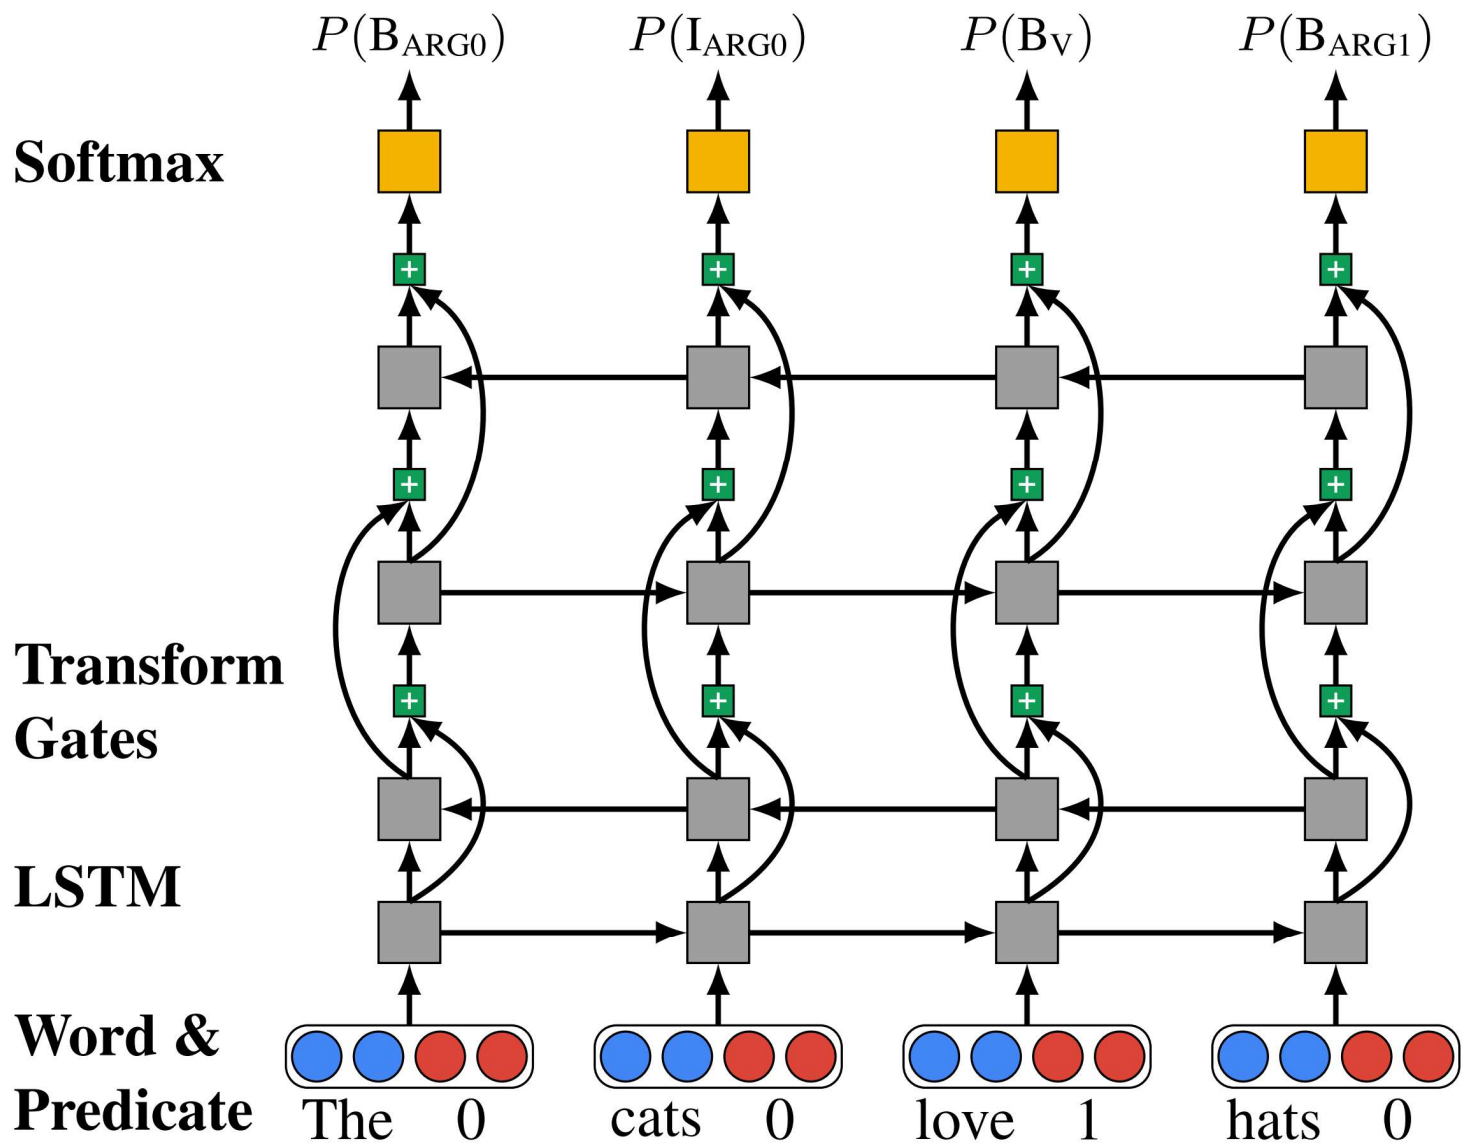 P(B_ARG0) P(I_ARG0) P(B_V) P(B_ARG1)
Softmax
+ + + +
+ + + +
Transform
Gates
+ + + +
LSTM
Word &
Predicate
The 0 cats 0 love 1 hats 0